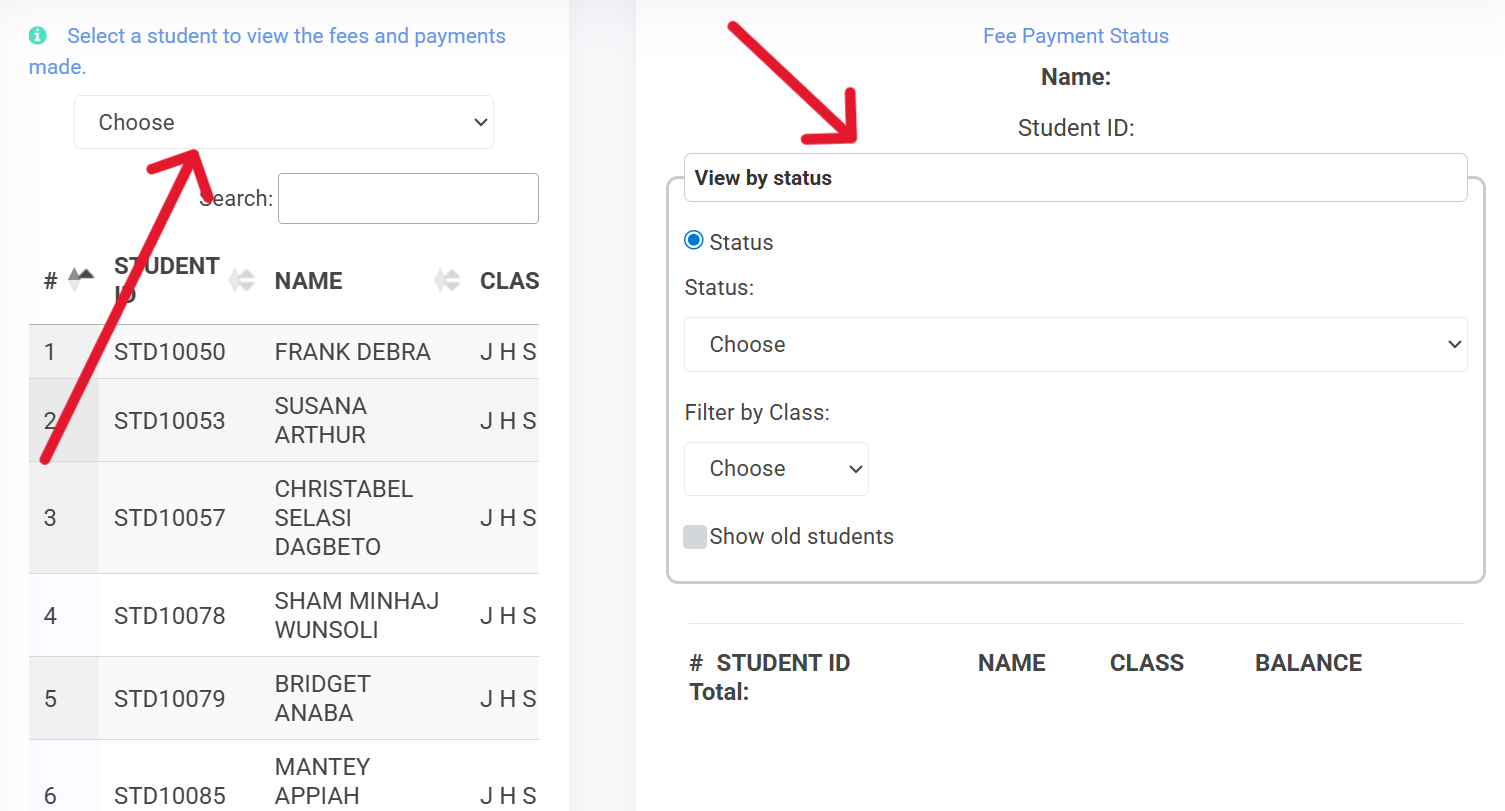 Select a student to view the fees and payments
made.
Choose
Search:
# STUDENT ID NAME CLAS
1 STD10050 FRANK DEBRA J H S
2 STD10053 SUSANA ARTHUR J H S
3 STD10057 CHRISTABEL SELASI DAGBETO J H S
4 STD10078 SHAM MINHAJ WUNSOLI J H S
5 STD10079 BRIDGET ANABA J H S
6 STD10085 MANTEY APPIAH J H S
Fee Payment Status
Name:
Student ID:
View by status
Status
Status:
Choose
Filter by Class:
Choose
Show old students
# STUDENT ID NAME CLASS BALANCE
Total: